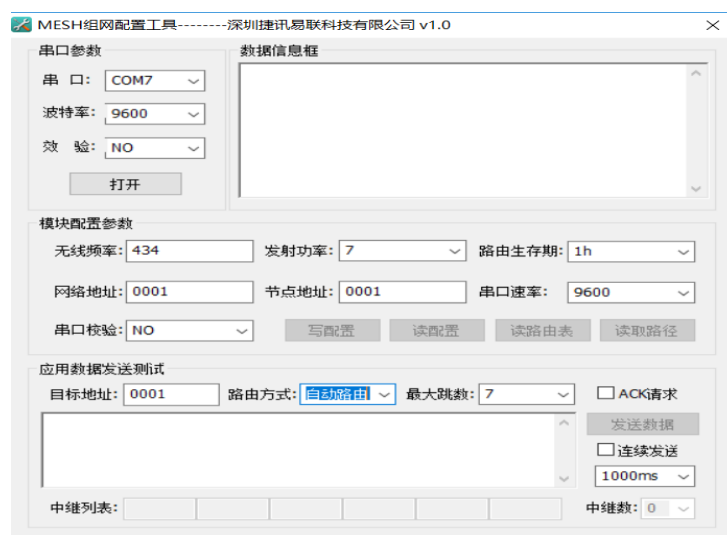 MESH组网配置工具--------深圳捷讯易联科技有限公司 v1.0
串口参数
串 口: COM7
波特率: 9600
效 验: NO
打开
数据信息框
模块配置参数
无线频率: 434 发射功率: 7 路由生存期: 1h
网络地址: 0001 节点地址: 0001 串口速率: 9600
串口校验: NO 写配置 读配置 读路由表 读取路径
应用数据发送测试
目标地址: 0001 路由方式: 自动路由 最大跳数: 7 ACK请求
发送数据
连续发送
1000ms
中继列表: 中继数: 0